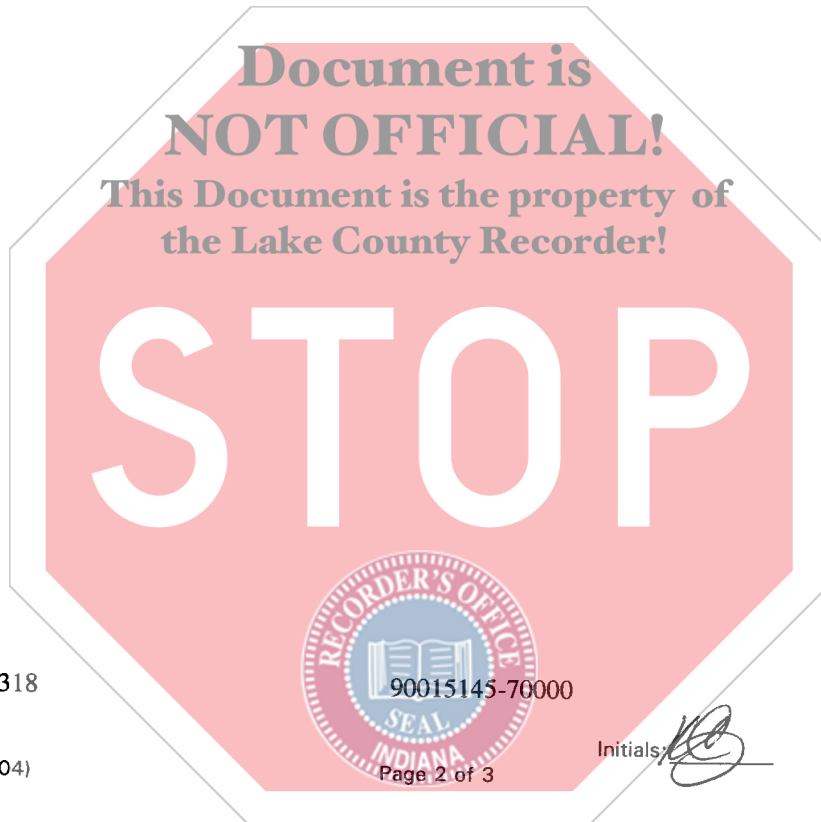 Document is
NOT OFFICIAL!
This Document is the property of
the Lake County Recorder!
STOP
RECORDER'S OFFICE
318
90015145-70000
SEAL
INDIANA
Initials:
04)
Page 2 of 3